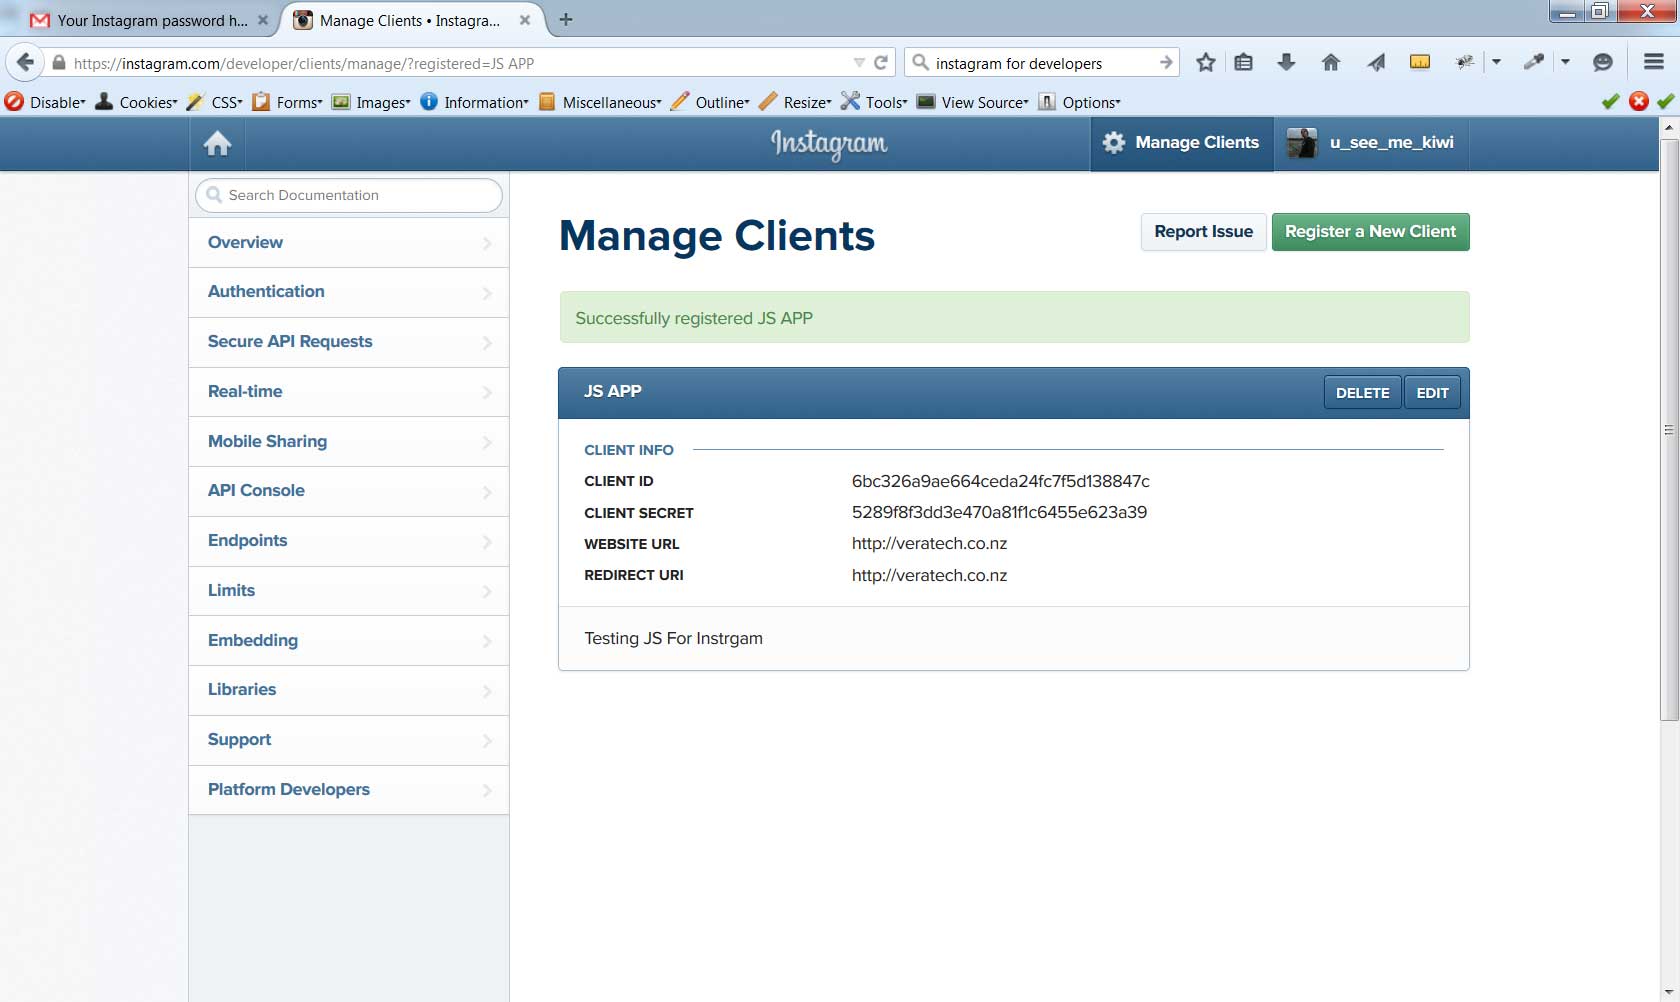 Your Instagram password h...
Manage Clients • Instagra...
https://instagram.com/developer/clients/manage/?registered=JS APP
instagram for developers
Disable
Cookies
CSS
Forms
Images
Information
Miscellaneous
Outline
Resize
Tools
View Source
Options
Instagram
Manage Clients
u_see_me_kiwi
Search Documentation
Overview
Authentication
Secure API Requests
Real-time
Mobile Sharing
API Console
Endpoints
Limits
Embedding
Libraries
Support
Platform Developers
Manage Clients
Report Issue
Register a New Client
Successfully registered JS APP
JS APP
DELETE
EDIT
CLIENT INFO
CLIENT ID 6bc326a9ae664ceda24fc7f5d138847c
CLIENT SECRET 5289f8f3dd3e470a81f1c6455e623a39
WEBSITE URL http://veratech.co.nz
REDIRECT URI http://veratech.co.nz
Testing JS For Instrgam